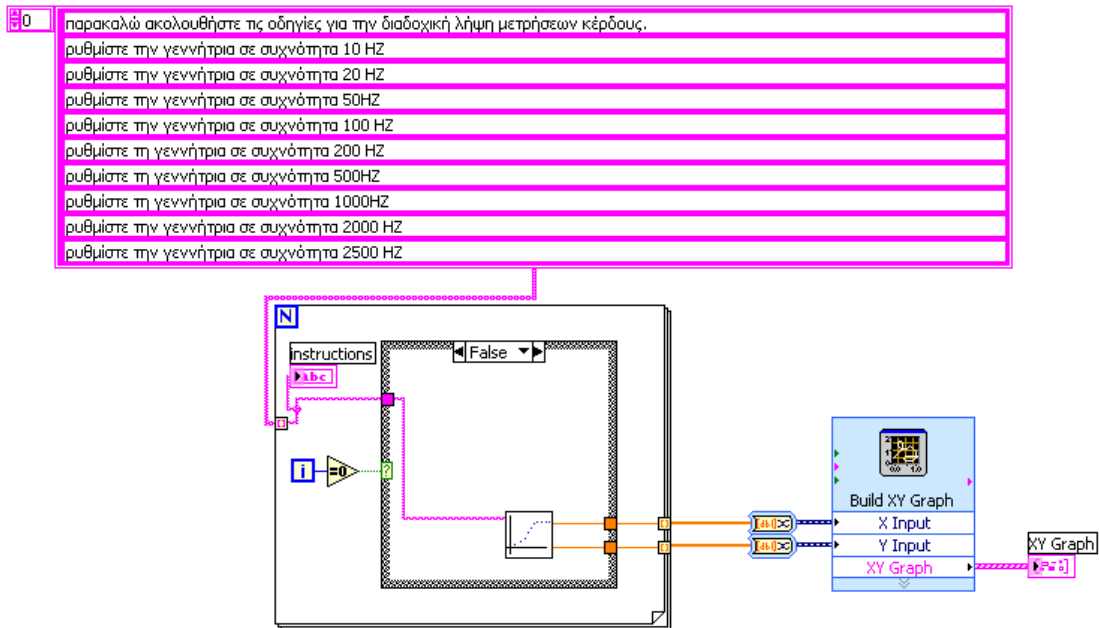 0
παρακαλώ ακολουθήστε τις οδηγίες για την διαδοχική λήψη μετρήσεων κέρδους.
ρυθμίστε την γεννήτρια σε συχνότητα 10 HZ
ρυθμίστε την γεννήτρια σε συχνότητα 20 HZ
ρυθμίστε την γεννήτρια σε συχνότητα 50HZ
ρυθμίστε την γεννήτρια σε συχνότητα 100 HZ
ρυθμίστε τη γεννήτρια σε συχνότητα 200 HZ
ρυθμίστε τη γεννήτρια σε συχνότητα 500HZ
ρυθμίστε τη γεννήτρια σε συχνότητα 1000HZ
ρυθμίστε την γεννήτρια σε συχνότητα 2000 HZ
ρυθμίστε την γεννήτρια σε συχνότητα 2500 HZ
N
instructions
abc
False
i
=0
?
Build XY Graph
X Input
Y Input
XY Graph
XY Graph